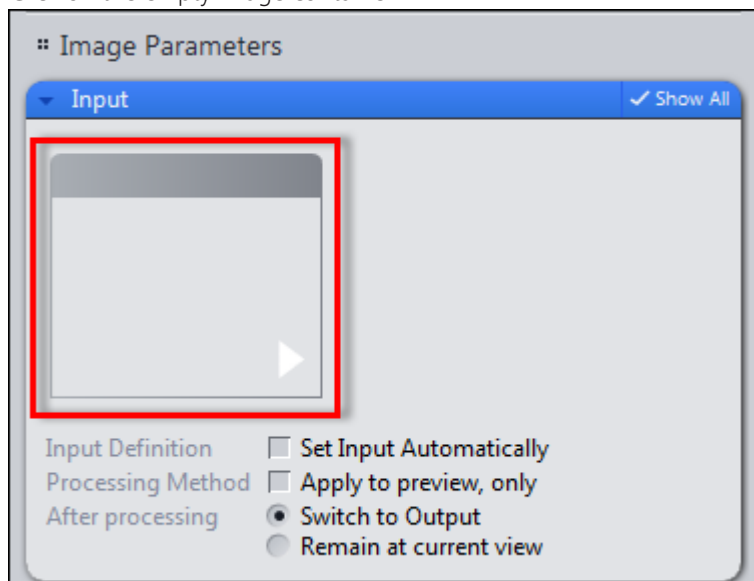 Image Parameters
Input
Show All
Input Definition Set Input Automatically
Processing Method Apply to preview, only
After processing Switch to Output
Remain at current view